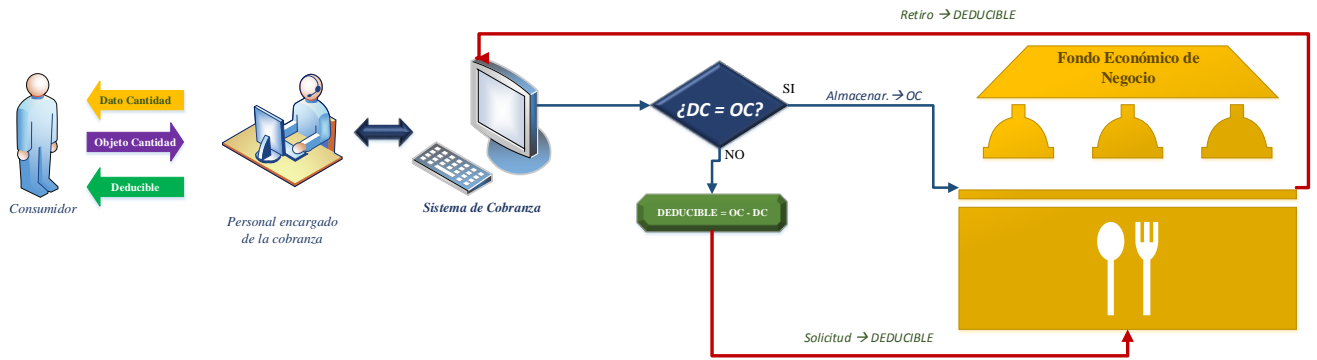 Retiro → DEDUCIBLE
Fondo Económico de
Negocio
Dato Cantidad
Objeto Cantidad
Deducible
Consumidor
Personal encargado
de la cobranza
Sistema de Cobranza
¿DC = OC?
SI
NO
Almacenar. → OC
DEDUCIBLE = OC - DC
Solicitud → DEDUCIBLE